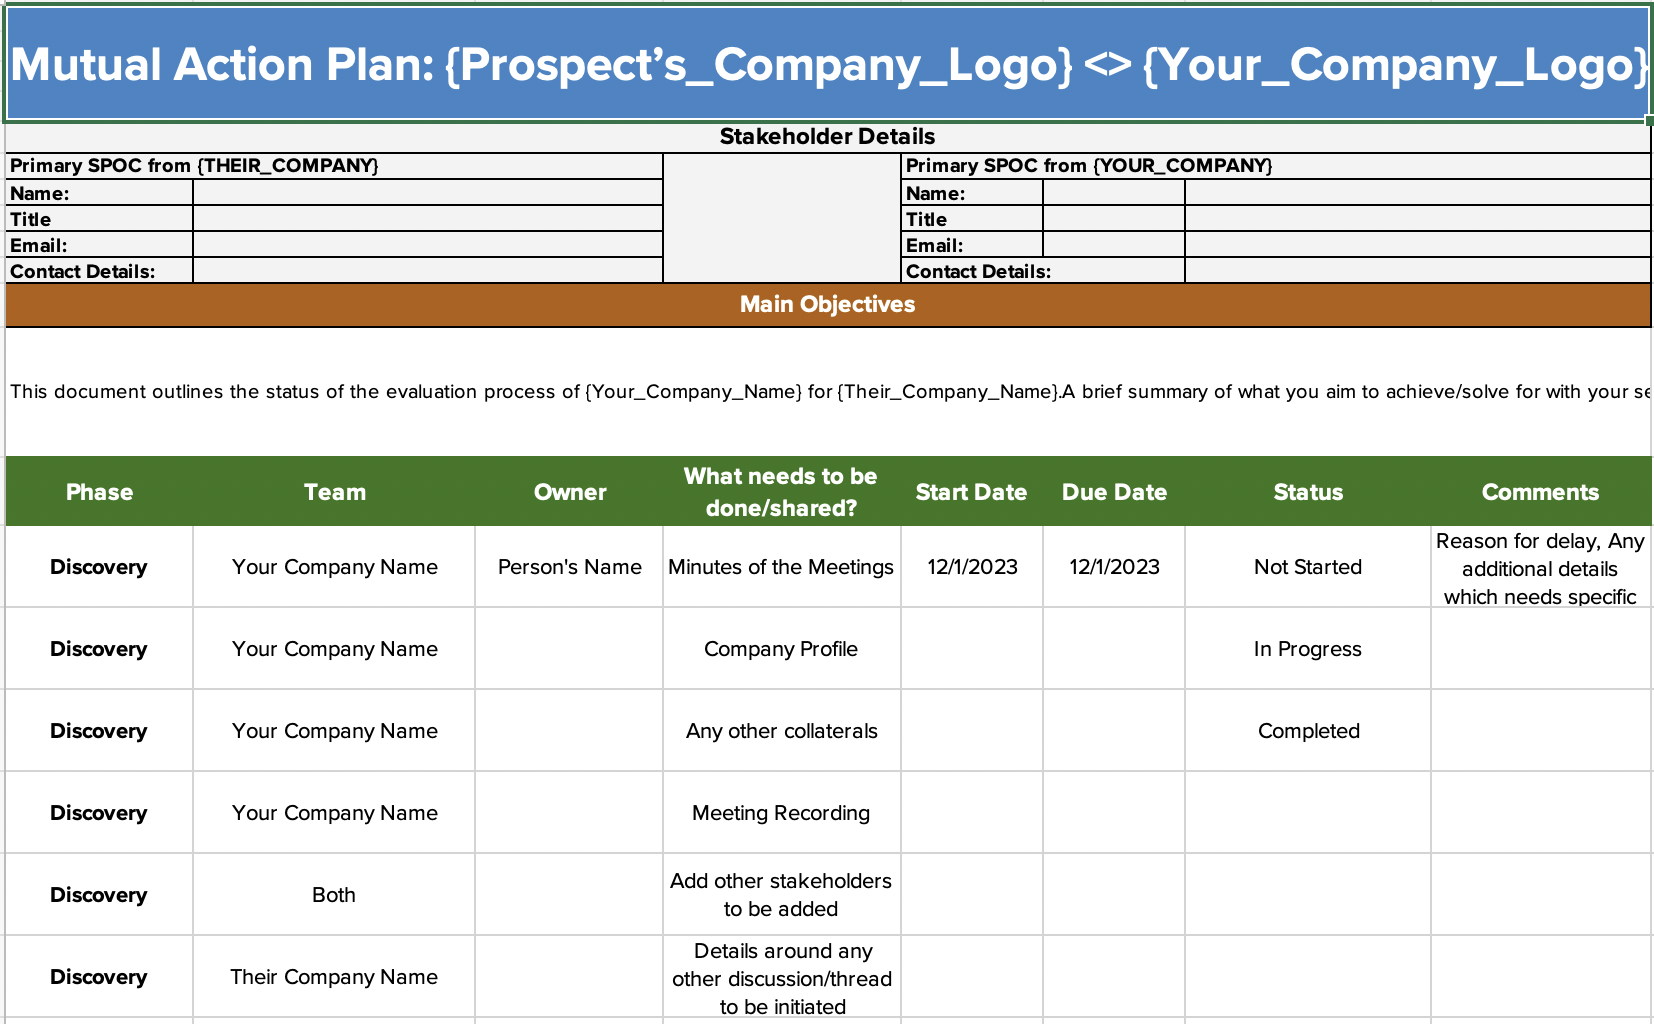 Mutual Action Plan: {Prospect’s_Company_Logo} <> {Your_Company_Logo}
Stakeholder Details
Primary SPOC from {THEIR_COMPANY} Primary SPOC from {YOUR_COMPANY}
Name: Name:
Title Title
Email: Email:
Contact Details: Contact Details:
Main Objectives
This document outlines the status of the evaluation process of {Your_Company_Name} for {Their_Company_Name}.A brief summary of what you aim to achieve/solve for with your
Phase Team Owner What needs to be
done/shared? Start Date Due Date Status Comments
Discovery Your Company Name Person's Name Minutes of the Meetings 12/1/2023 12/1/2023 Not Started Reason for delay, Any
additional details
which needs specific
Discovery Your Company Name Company Profile In Progress
Discovery Your Company Name Any other collaterals Completed
Discovery Your Company Name Meeting Recording
Discovery Both Add other stakeholders
to be added
Discovery Their Company Name Details around any
other discussion/thread
to be initiated